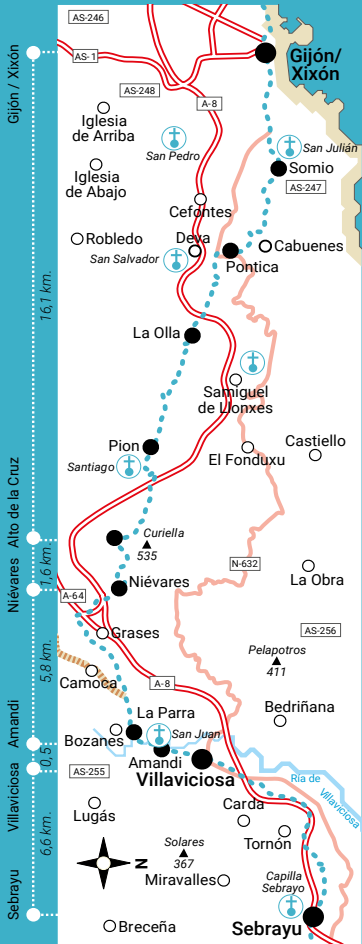 AS-246
Gijón / Xixón
AS-1
Gijón/
Xixón
AS-248
A-8
Iglesia
de Arriba
San Pedro
San Julián
Somio
Iglesia
de Abajo
AS-247
Cefontes
Robledo
Deva
Cabuenes
San Salvador
Pontica
16,1 km.
La Olla
Samiguel
de Llonxes
Pion
Castiello
El Fonduxu
Santiago
Alto de la Cruz
Curiella
535
1,6 km.
N-632
La Obra
Niévares
Niévares
A-64
AS-256
Grases
5,8 km.
Pelapotros
411
Camoca
A-8
Bedriñana
La Parra
Amandi
San Juan
Bozanes
0,5
Amandi
Villaviciosa
Ría de
Villaviciosa
AS-255
Villaviciosa
Lugás
Carda
Tornón
6,6 km.
Solares
367
N
Miravalles
Capilla
Sebrayo
Sebrayu
Breceña
Sebrayu